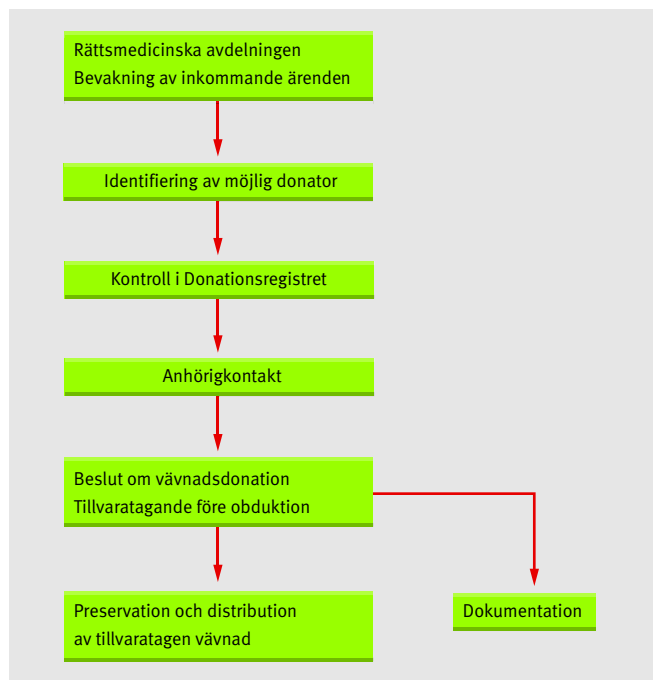 Rättsmedicinska avdelningen
Bevakning av inkommande ärenden
Identifiering av möjlig donator
Kontroll i Donationsregistret
Anhörigkontakt
Beslut om vävnadsdonation
Tillvaratagande före obduktion
Preservation och distribution
av tillvaratagen vävnad
Dokumentation